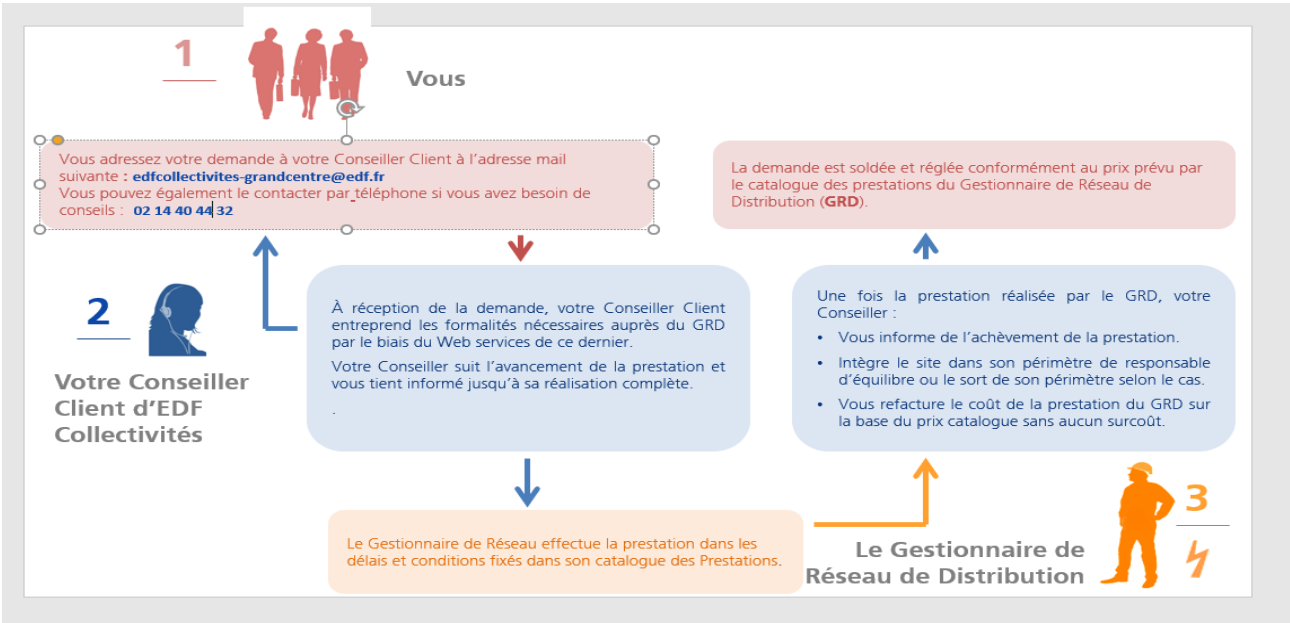 1
Vous
Vous adressez votre demande à votre Conseiller Client à l'adresse mail
suivante : edfcollectivites-grandcentre@edf.fr
Vous pouvez également le contacter par téléphone si vous avez besoin de
conseils : 02 14 40 44 32
La demande est soldée et réglée conformément au prix prévu par
le catalogue des prestations du Gestionnaire de Réseau de
Distribution (GRD).
2
Votre Conseiller
Client d'EDF
Collectivités
À réception de la demande, votre Conseiller Client
entreprend les formalités nécessaires auprès du GRD
par le biais du Web services de ce dernier.
Votre Conseiller suit l'avancement de la prestation et
vous tient informé jusqu'à sa réalisation complète.
.
Une fois la prestation réalisée par le GRD, votre
Conseiller :
• Vous informe de l'achèvement de la prestation.
• Intègre le site dans son périmètre de responsable
d'équilibre ou le sort de son périmètre selon le cas.
• Vous refacture le coût de la prestation du GRD sur
la base du prix catalogue sans aucun surcoût.
Le Gestionnaire de Réseau effectue la prestation dans les
délais et conditions fixés dans son catalogue des Prestations.
3
Le Gestionnaire de
Réseau de Distribution